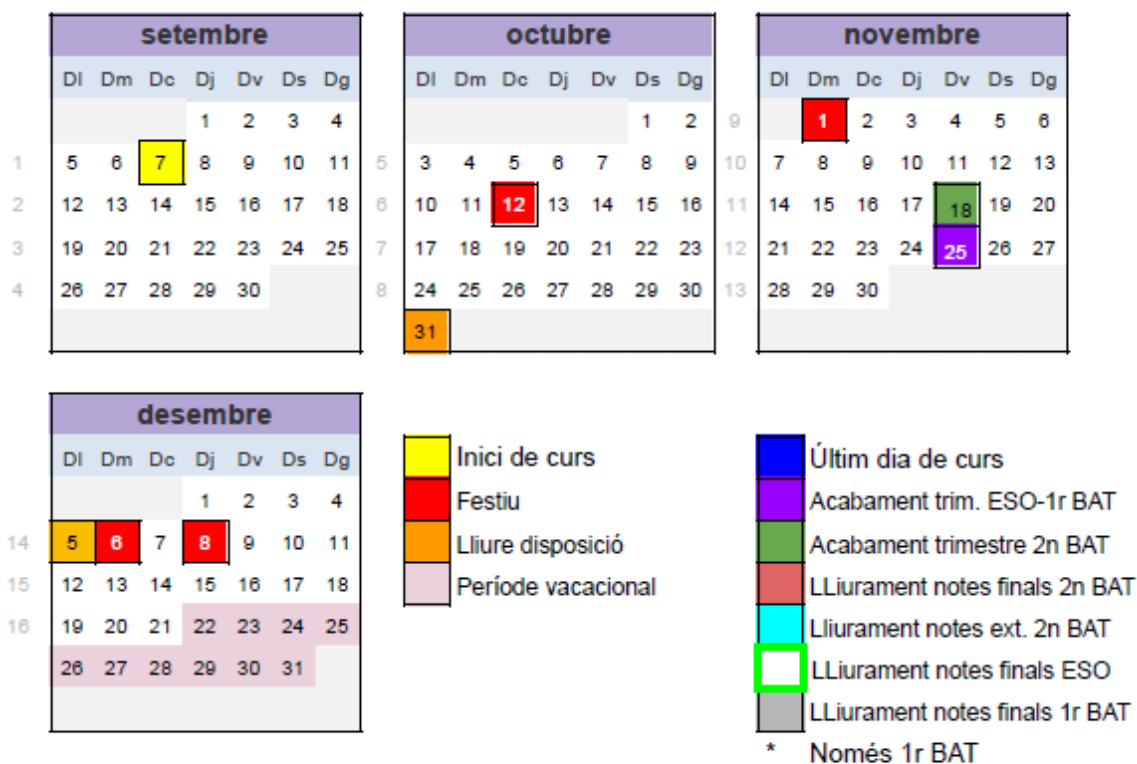 setembre octubre novembre
Dl Dm Dc Dj Dv Ds Dg Dl Dm Dc Dj Dv Ds Dg Dl Dm Dc Dj Dv Ds Dg
1 2 3 4 1 2 9 1 2 3 4 5 6
1 5 6 7 8 9 10 11 5 3 4 5 6 7 8 9 10 7 8 9 10 11 12 13
2 12 13 14 15 16 17 18 6 10 11 12 13 14 15 16 11 14 15 16 17 18 19 20
3 19 20 21 22 23 24 25 7 17 18 19 20 21 22 23 12 21 22 23 24 25 26 27
4 26 27 28 29 30 8 24 25 26 27 28 29 30 13 28 29 30
31
desembre
Dl Dm Dc Dj Dv Ds Dg
1 2 3 4
14 5 6 7 8 9 10 11
15 12 13 14 15 16 17 18
16 19 20 21 22 23 24 25
26 27 28 29 30 31
Inici de curs
Festiu
Lliure disposició
Període vacacional
Últim dia de curs
Acabament trim. ESO-1r BAT
Acabament trimestre 2n BAT
LLiurament notes finals 2n BAT
Lliurament notes ext. 2n BAT
LLiurament notes finals ESO
LLiurament notes finals 1r BAT
* Només 1r BAT